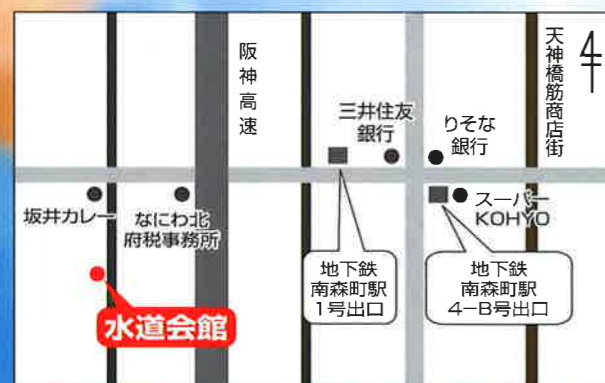 阪神高速
天神橋筋商店街
三井住友
銀行
りそな
銀行
坂井カレー
なにわ北
府税事務所
スーパー
KOHYO
地下鉄
南森町駅
1号出口
地下鉄
南森町駅
4－B号出口
水道会館